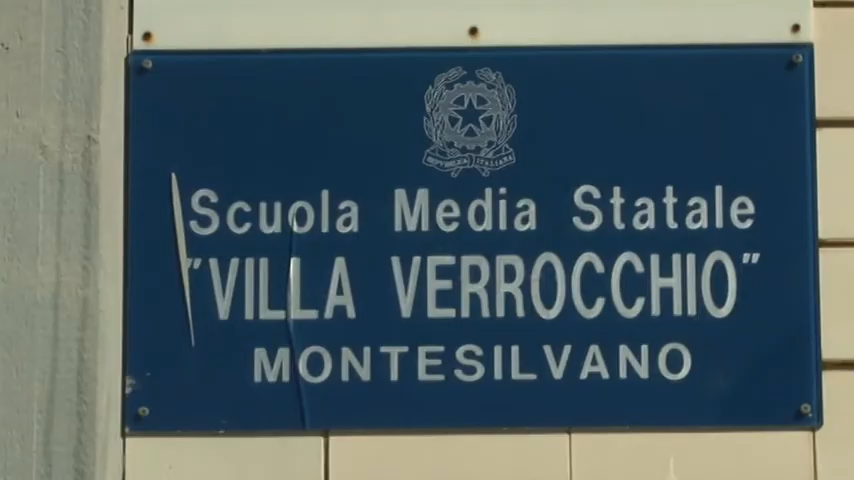 REPVBBLICA ITALIANA
Scuola Media Statale
"VILLA VERROCCHIO"
MONTESILVANO